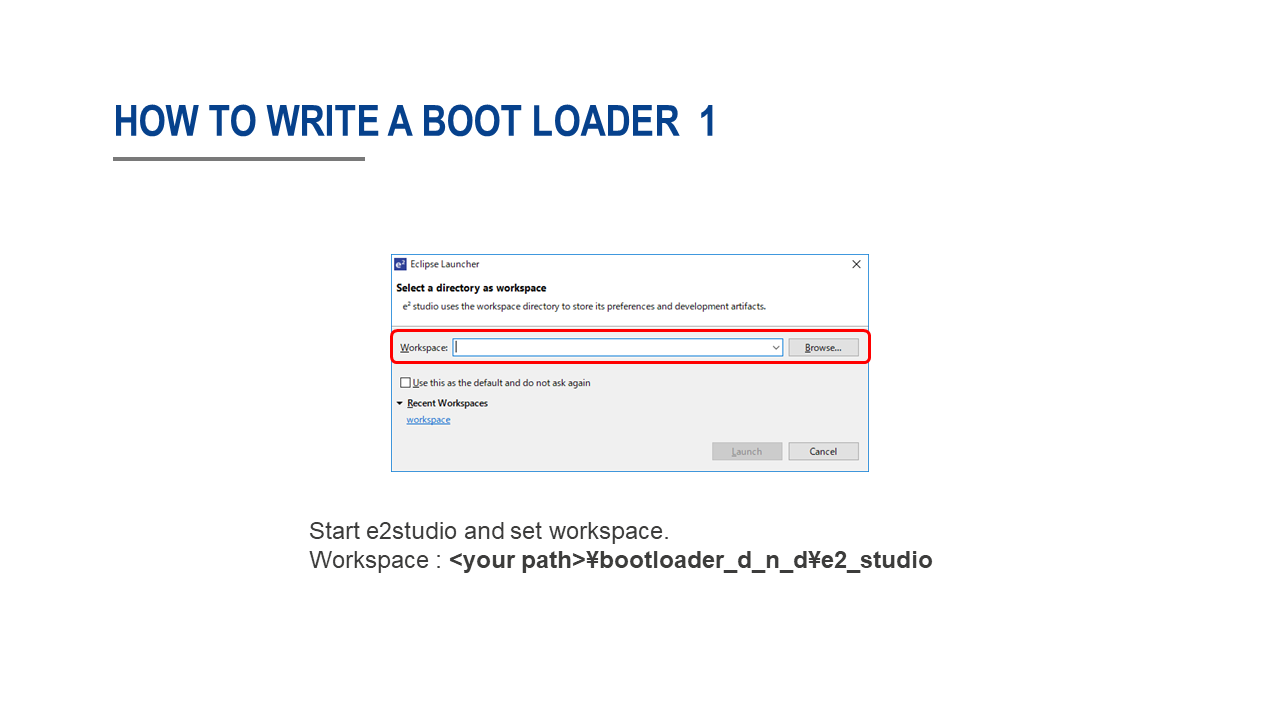 HOW TO WRITE A BOOT LOADER 1
e² Eclipse Launcher
Select a directory as workspace
e² studio uses the workspace directory to store its preferences and development artifacts.
Workspace: Browse...
Use this as the default and do not ask again
Recent Workspaces
workspace
Launch Cancel
Start e2studio and set workspace.
Workspace : <your path>¥bootloader_d_n_d¥e2_studio